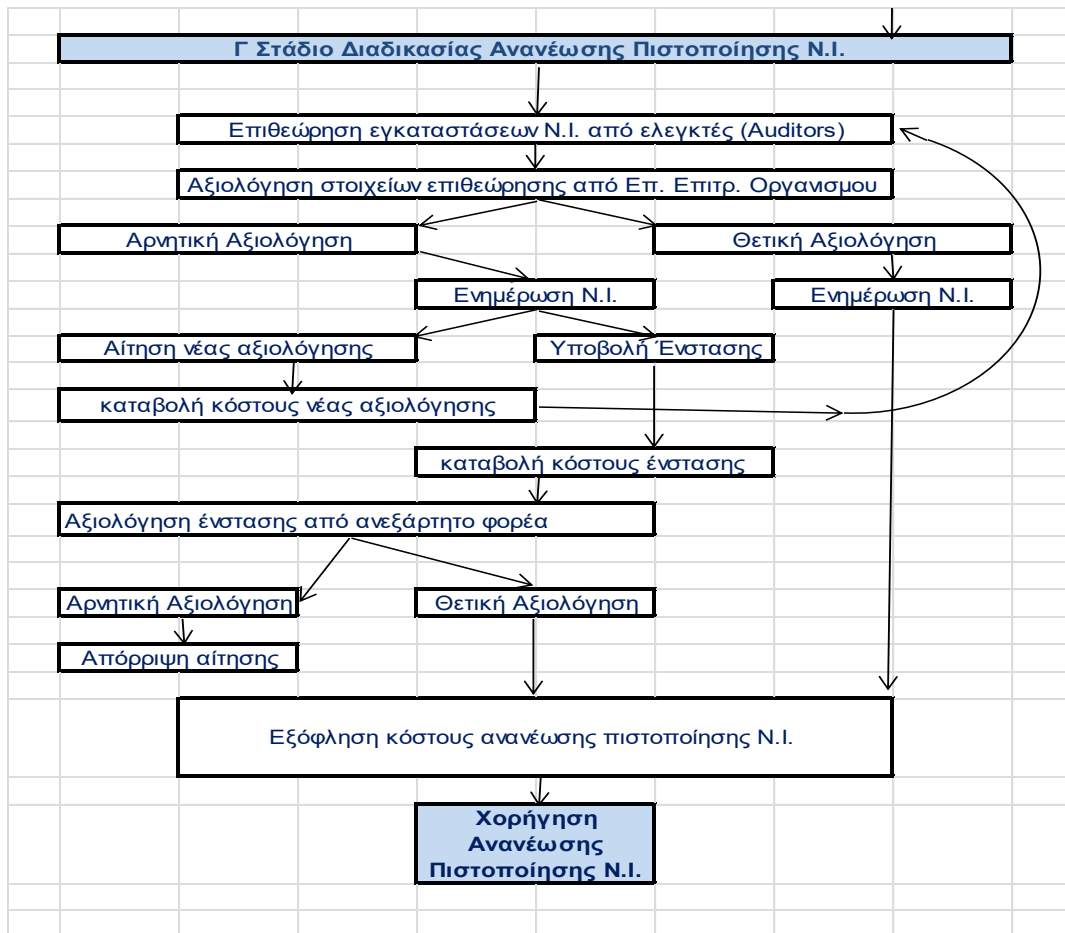 Γ Στάδιο Διαδικασίας Ανανέωσης Πιστοποίησης Ν.Ι.
Επιθεώρηση εγκαταστάσεων Ν.Ι. από ελεγκτές (Auditors)
Αξιολόγηση στοιχείων επιθεώρησης από Επ. Επιτρ. Οργανισμου
Αρνητική Αξιολόγηση
Θετική Αξιολόγηση
Ενημέρωση Ν.Ι.
Ενημέρωση Ν.Ι.
Αίτηση νέας αξιολόγησης
Υποβολή Ένστασης
καταβολή κόστους νέας αξιολόγησης
καταβολή κόστους ένστασης
Αξιολόγηση ένστασης από ανεξάρτητο φορέα
Αρνητική Αξιολόγηση
Θετική Αξιολόγηση
Απόρριψη αίτησης
Εξόφληση κόστους ανανέωσης πιστοποίησης Ν.Ι.
Χορήγηση
Ανανέωσης
Πιστοποίησης Ν.Ι.